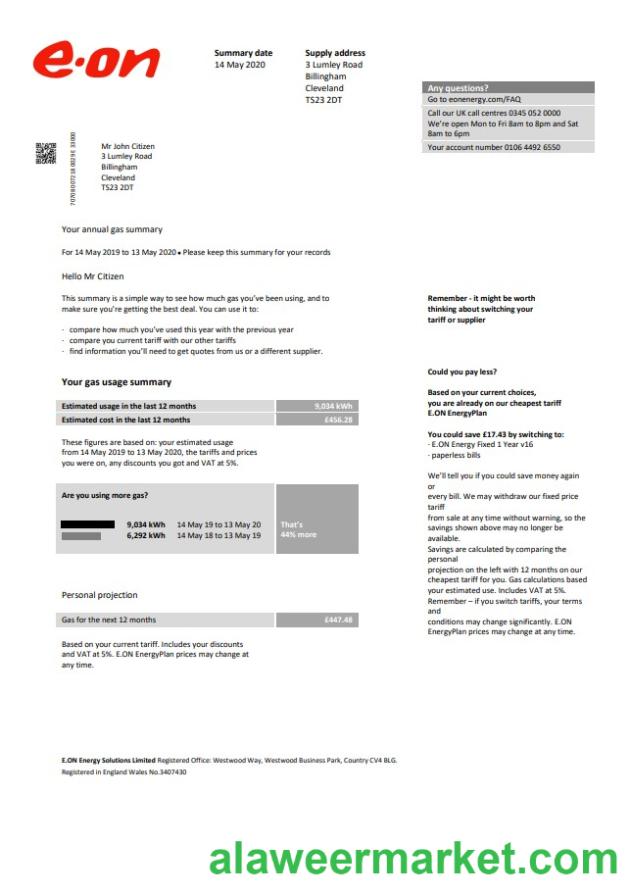 e·on
Summary date
14 May 2020
Supply address
3 Lumley Road
Billingham
Cleveland
TS23 2DT
Any questions?
Go to eonenergy.com/FAQ
Call our UK call centres 0345 052 0000
We're open Mon to Fri 8am to 8pm and Sat
8am to 6pm
Your account number 0106 4492 6550
Mr John Citizen
3 Lumley Road
Billingham
Cleveland
TS23 2DT
Your annual gas summary
For 14 May 2019 to 13 May 2020 • Please keep this summary for your records
Hello Mr Citizen
This summary is a simple way to see how much gas you've been using, and to
make sure you're getting the best deal. You can use it to:
- compare how much you've used this year with the previous year
- compare you current tariff with our other tariffs
- find information you'll need to get quotes from us or a different supplier.
Remember - it might be worth
thinking about switching your
tariff or supplier
Your gas usage summary
Estimated usage in the last 12 months 9,034 kWh
Estimated cost in the last 12 months £456.28
These figures are based on: your estimated usage
from 14 May 2019 to 13 May 2020, the tariffs and prices
you were on, any discounts you got and VAT at 5%.
Are you using more gas?
9,034 kWh 14 May 19 to 13 May 20
6,292 kWh 14 May 18 to 13 May 19
That's
44% more
Personal projection
Gas for the next 12 months £447.48
Based on your current tariff. Includes your discounts
and VAT at 5%. E.ON EnergyPlan prices may change at
any time.
Could you pay less?
Based on your current choices,
you are already on our cheapest tariff
E.ON EnergyPlan
You could save £17.43 by switching to:
- E.ON Energy Fixed 1 Year v16
- paperless bills
We'll tell you if you could save money again
or
every bill. We may withdraw our fixed price
tariff
from sale at any time without warning, so the
savings shown above may no longer be
available.
Savings are calculated by comparing the
personal
projection on the left with 12 months on our
cheapest tariff for you. Gas calculations based
your estimated use. Includes VAT at 5%.
Remember – if you switch tariffs, your terms
and
conditions may change significantly. E.ON
EnergyPlan prices may change at any time.
E.ON Energy Solutions Limited Registered Office: Westwood Way, Westwood Business Park, Country CV4 8LG.
Registered in England Wales No.3407430
alaweermarket.com